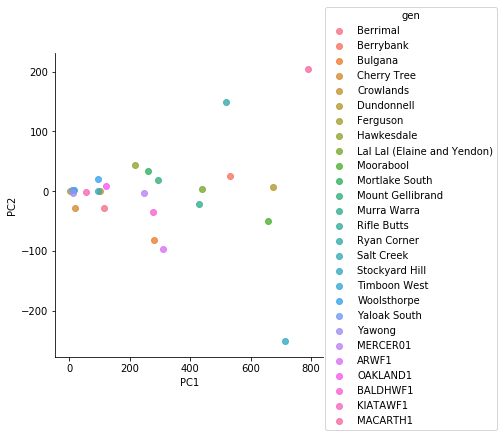 gen
Berrimal
Berrybank
Bulgana
Cherry Tree
Crowlands
Dundonnell
Ferguson
Hawkesdale
Lal Lal (Elaine and Yendon)
Moorabool
Mortlake South
Mount Gellibrand
Murra Warra
Rifle Butts
Ryan Corner
Salt Creek
Stockyard Hill
Timboon West
Woolsthorpe
Yaloak South
Yawong
MERCER01
ARWF1
OAKLAND1
BALDHWF1
KIATAWF1
MACARTH1
200
100
0
−100
−200
PC2
0 200 400 600 800
PC1